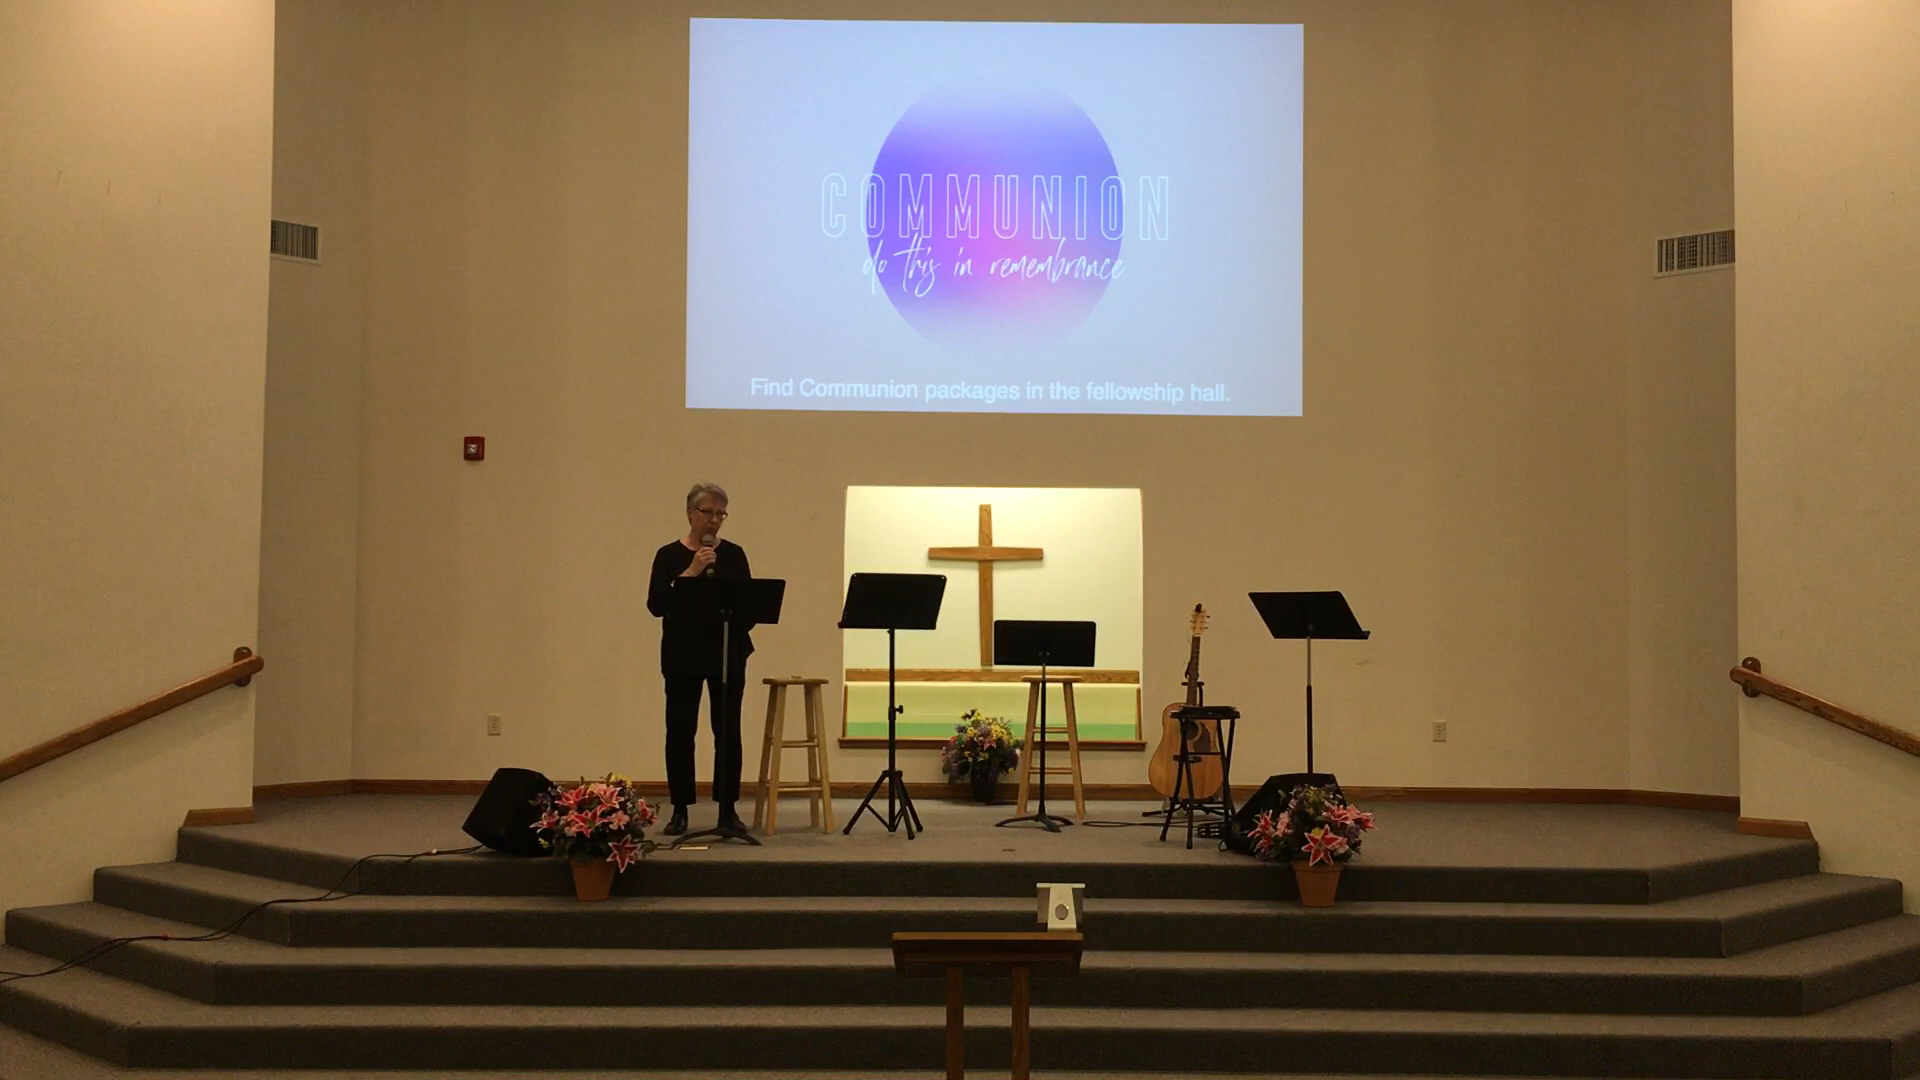 COMMUNION
do this in remembrance
Find Communion packages in the fellowship hall.